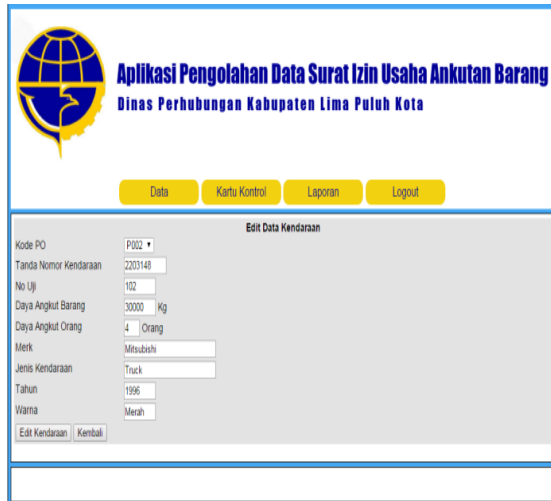 Aplikasi Pengolahan Data Surat Izin Usaha Ankutan Barang
Dinas Perhubungan Kabupaten Lima Puluh Kota
Data Kartu Kontrol Laporan Logout
Edit Data Kendaraan
Kode PO P002
Tanda Nomor Kendaraan 2203148
No Uji 102
Daya Angkut Barang 30000 Kg
Daya Angkut Orang 4 Orang
Merk Mitsubishi
Jenis Kendaraan Truck
Tahun 1996
Warna Merah
Edit Kendaraan Kembali